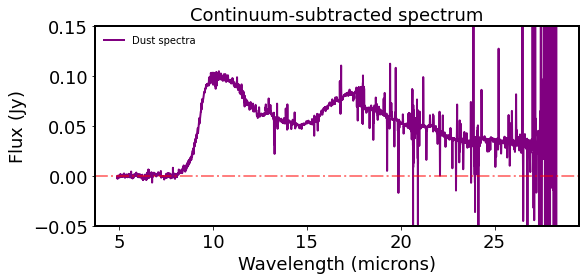 Continuum-subtracted spectrum
Dust spectra
Flux (Jy)
0.15
0.10
0.05
0.00
−0.05
5 10 15 20 25
Wavelength (microns)